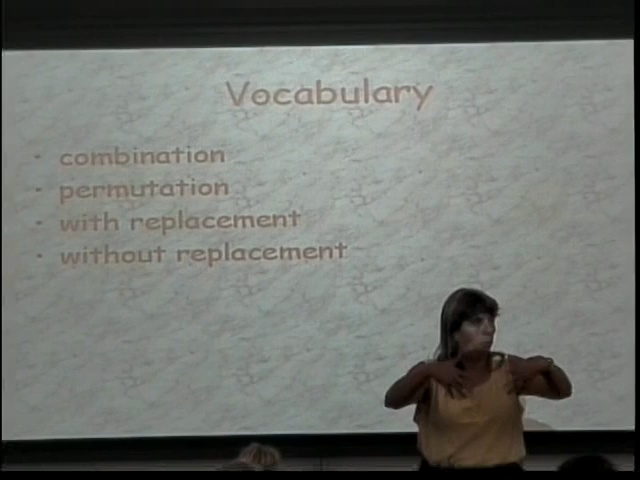 Vocabulary
· combination
· permutation
· with replacement
· without replacement